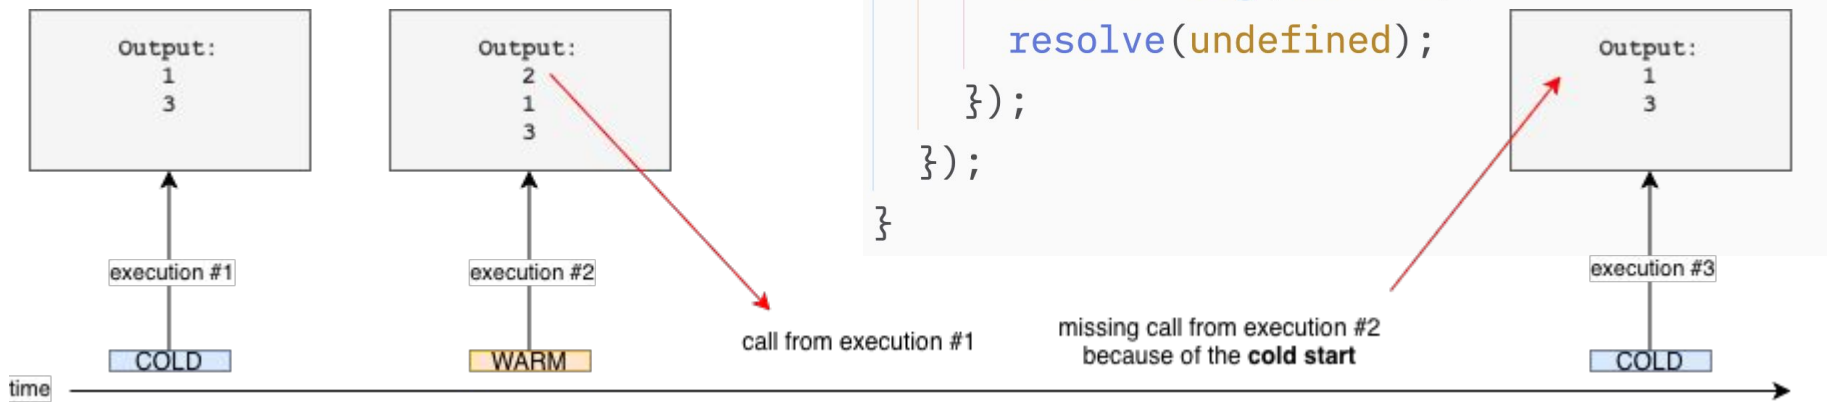 Output:
1
3
execution #1
COLD
Output:
2
1
3
execution #2
WARM
call from execution #1
resolve(undefined);
});
});
}
missing call from execution #2
because of the cold start
Output:
1
3
execution #3
COLD
time